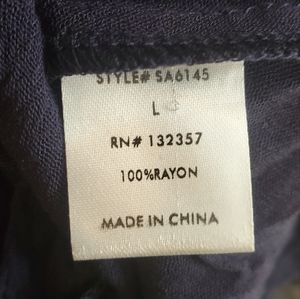 STYLE# SA6145
L
RN# 132357
100%RAYON
MADE IN CHINA